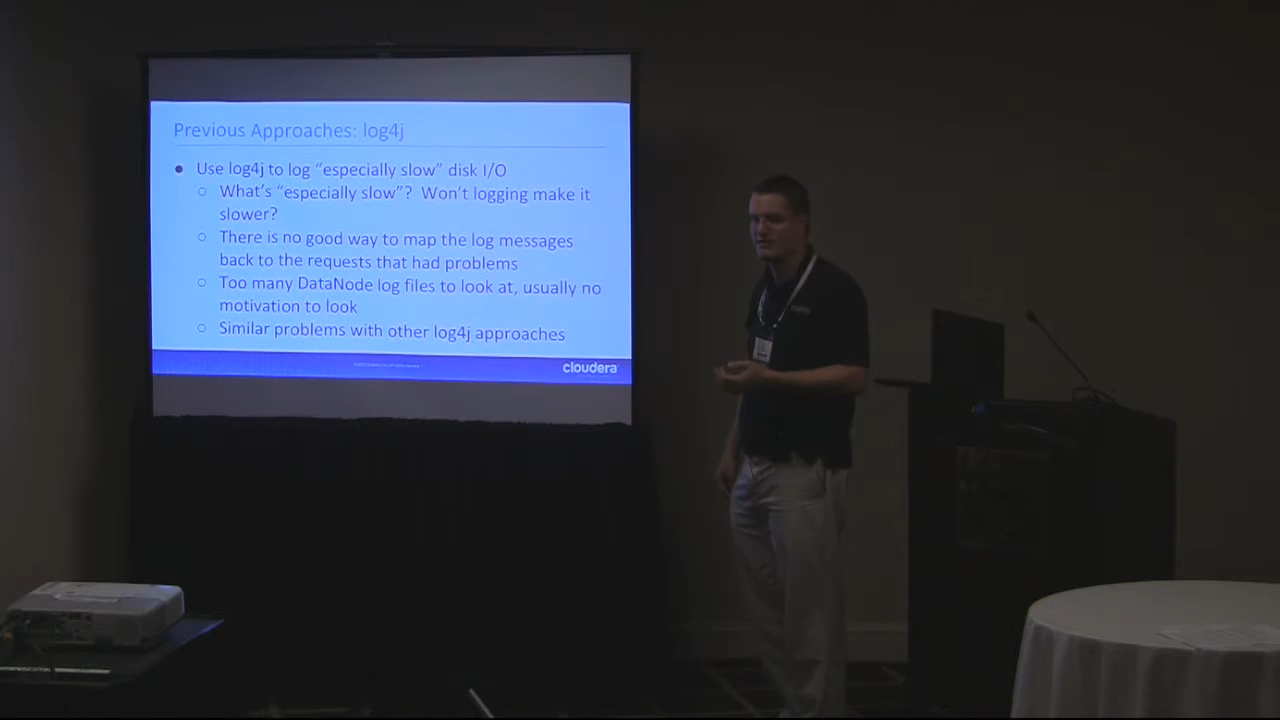 Previous Approaches: log4j
● Use log4j to log “especially slow” disk I/O
○ What’s “especially slow”? Won’t logging make it
slower?
○ There is no good way to map the log messages
back to the requests that had problems
○ Too many DataNode log files to look at, usually no
motivation to look
○ Similar problems with other log4j approaches
cloudera